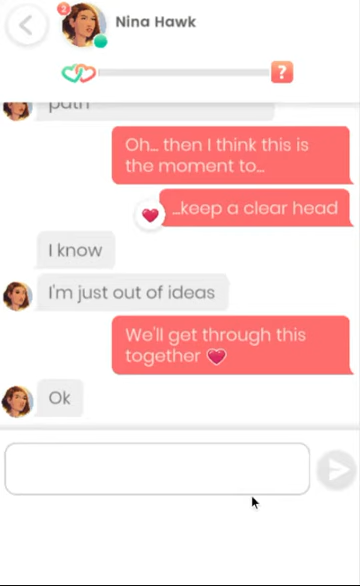 2
Nina Hawk
?
path
Oh... then I think this is
the moment to...
...keep a clear head
I know
I'm just out of ideas
We'll get through this
together
Ok